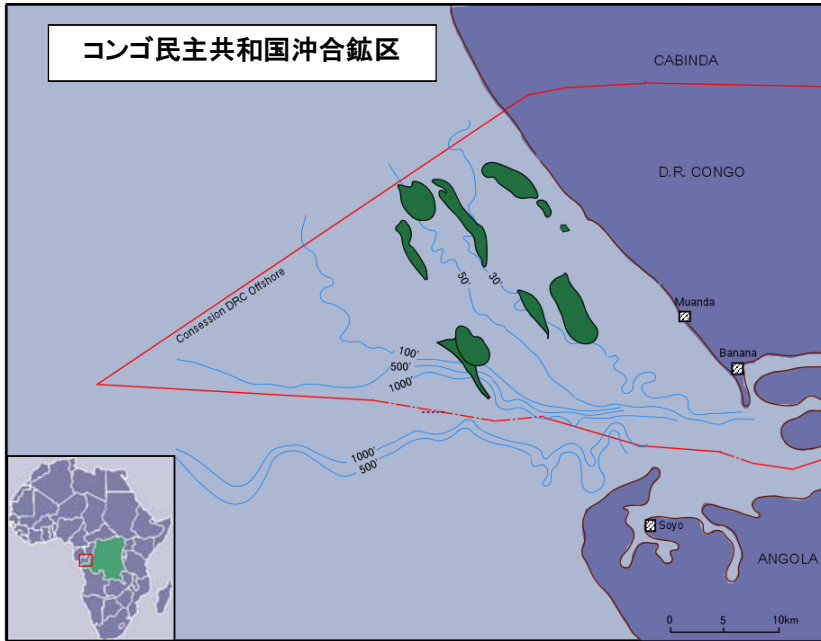 コンゴ民主共和国沖合鉱区
CABINDA
D.R. CONGO
Consession DRC Offshore
50'
30'
Muanda
Banana
100'
500'
1000'
1000'
500'
Soyo
ANGOLA
0 5 10km